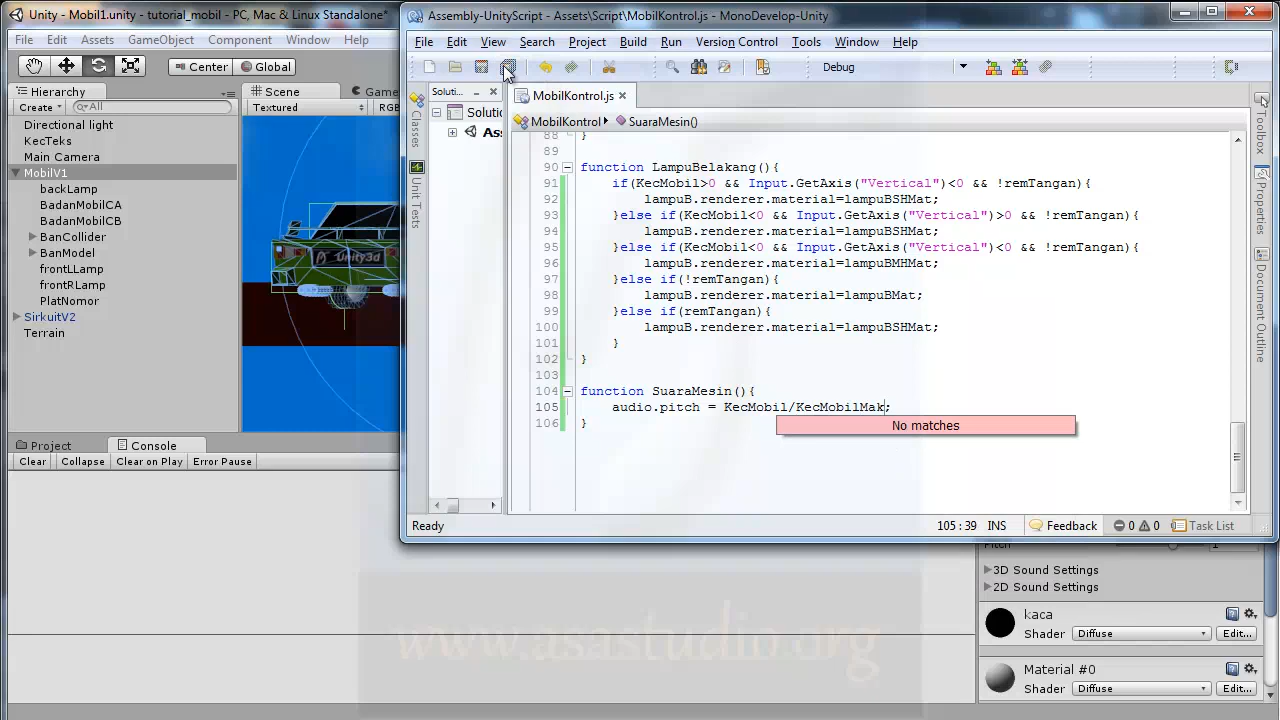 Unity - Mobil1.unity - tutorial_mobil - PC, Mac & Linux Standalone*
File Edit Assets GameObject Component Window Help
Center Global
Hierarchy
Create All
Directional light
KecTeks
Main Camera
MobilV1
backLamp
BadanMobilCA
BadanMobilCB
BanCollider
BanModel
frontLLamp
frontRLamp
PlatNomor
SirkuitV2
Terrain
Scene Game
Textured RGB
Unity3d
Project Console
Clear Collapse Clear on Play Error Pause
Assembly-UnityScript - Assets\Script\MobilKontrol.js - MonoDevelop-Unity
File Edit View Search Project Build Run Version Control Tools Window Help
Debug
Classes
Unit Tests
Soluti...
Solutio
Ass
MobilKontrol.js
MobilKontrol SuaraMesin()
88 }
89
90 function LampuBelakang(){
91 if(KecMobil>0 && Input.GetAxis("Vertical")<0 && !remTangan){
92 lampuB.renderer.material=lampuBSHMat;
93 }else if(KecMobil<0 && Input.GetAxis("Vertical")>0 && !remTangan){
94 lampuB.renderer.material=lampuBSHMat;
95 }else if(KecMobil<0 && Input.GetAxis("Vertical")<0 && !remTangan){
96 lampuB.renderer.material=lampuBMHMat;
97 }else if(!remTangan){
98 lampuB.renderer.material=lampuBMat;
99 }else if(remTangan){
100 lampuB.renderer.material=lampuBSHMat;
101 }
102 }
103
104 function SuaraMesin(){
105 audio.pitch = KecMobil/KecMobilMak;
106 }
No matches
Toolbox
Properties
Document Outline
Ready 105 : 39 INS Feedback 0 0 Task List
Pitch 1
3D Sound Settings
2D Sound Settings
kaca
Shader Diffuse Edit...
Material #0
Shader Diffuse Edit...
www.asastudio.org